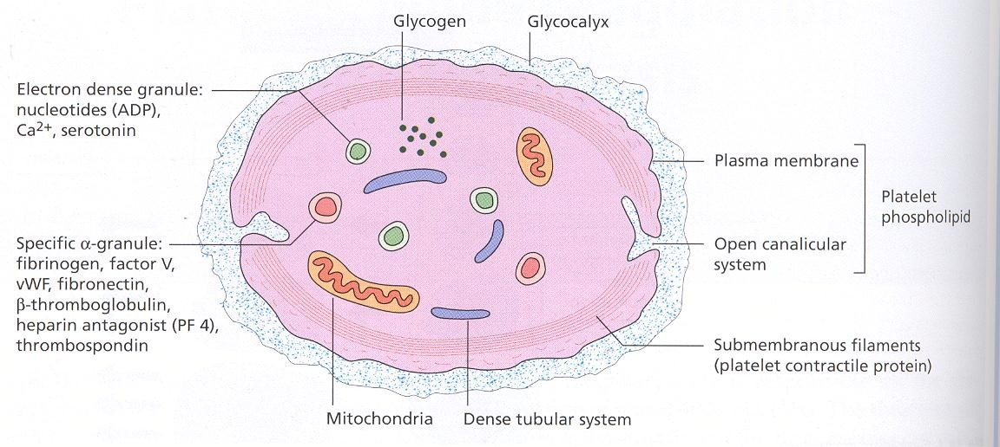 Glycogen
Glycocalyx
Electron dense granule:
nucleotides (ADP),
Ca²⁺, serotonin
Specific α-granule:
fibrinogen, factor V,
vWF, fibronectin,
β-thromboglobulin,
heparin antagonist (PF 4),
thrombospondin
Plasma membrane
Platelet
phospholipid
Open canalicular
system
Submembranous filaments
(platelet contractile protein)
Mitochondria
Dense tubular system